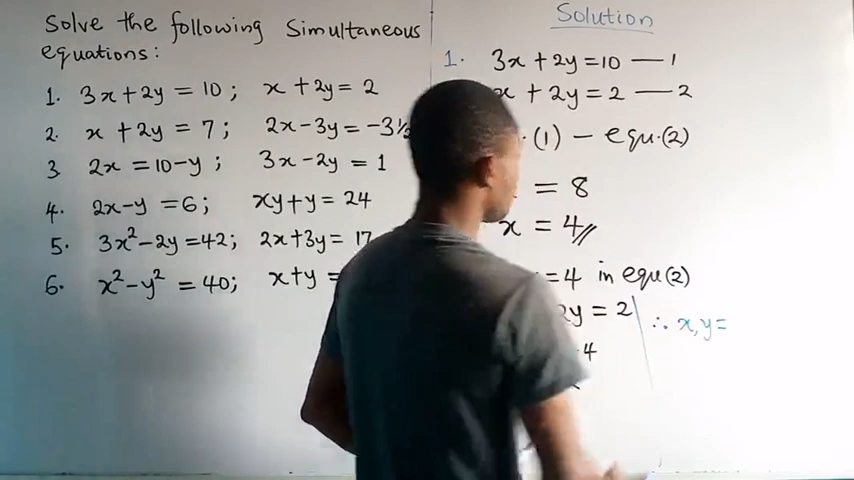 Solve the following Simultaneous
equations:
1. 3x + 2y = 10 ; x + 2y = 2
2. x + 2y = 7 ; 2x - 3y = -3½
3 2x = 10 - y ; 3x - 2y = 1
4. 2x - y = 6 ; xy + y = 24
5. 3x² - 2y = 42; 2x + 3y = 17
6. x² - y² = 40; x + y =
Solution
1. 3x + 2y = 10 — 1
x + 2y = 2 — 2
(1) - equ.(2)
= 8
x = 4//
= 4 in equ(2)
2y = 2
4
∴ x, y =